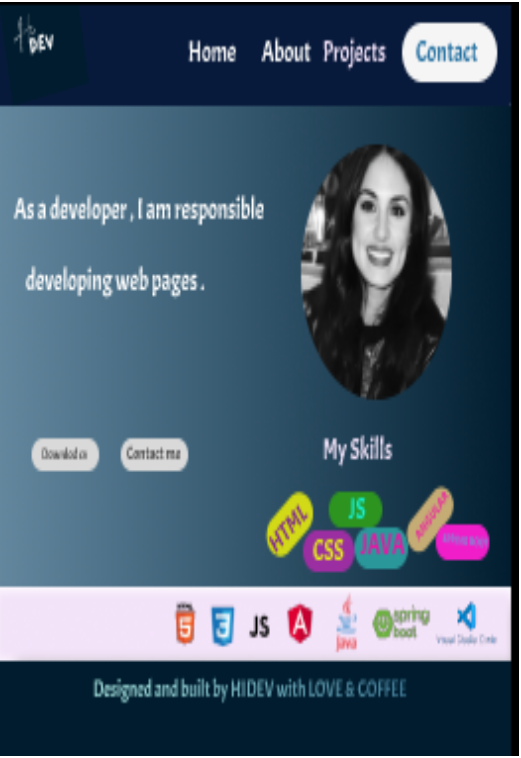 Hi
DEV
Home About Projects Contact
As a developer , I am responsible
developing web pages .
Contact me
My Skills
HTML
JS
CSS
JAVA
ANGULAR
SPRING BOOT
5
3
JS
A
Java
spring
boot
Visual Studio Code
Designed and built by HIDEV with LOVE & COFFEE